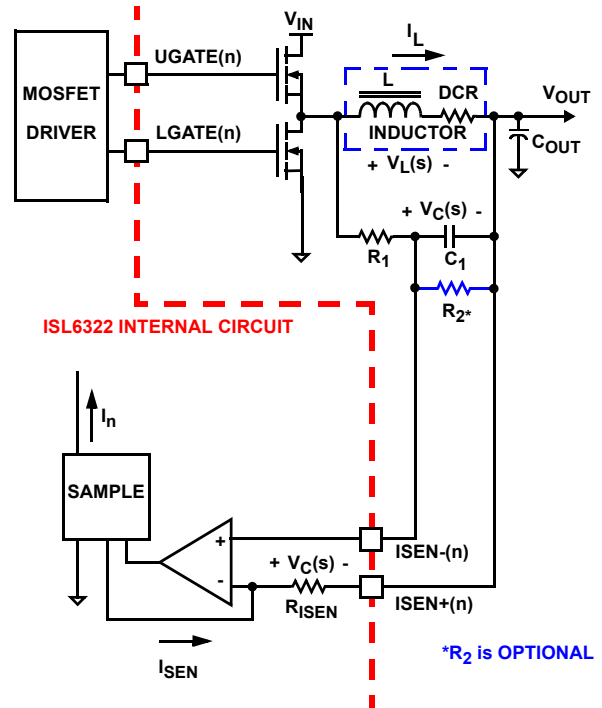 V_IN
I_L
UGATE(n)
L
DCR
V_OUT
MOSFET
DRIVER
LGATE(n)
INDUCTOR
C_OUT
+ V_L(s) -
+ V_C(s) -
R_1
C_1
R_2*
ISL6322 INTERNAL CIRCUIT
I_n
SAMPLE
+
-
+ V_C(s) -
R_ISEN
ISEN-(n)
ISEN+(n)
I_SEN
*R_2 is OPTIONAL